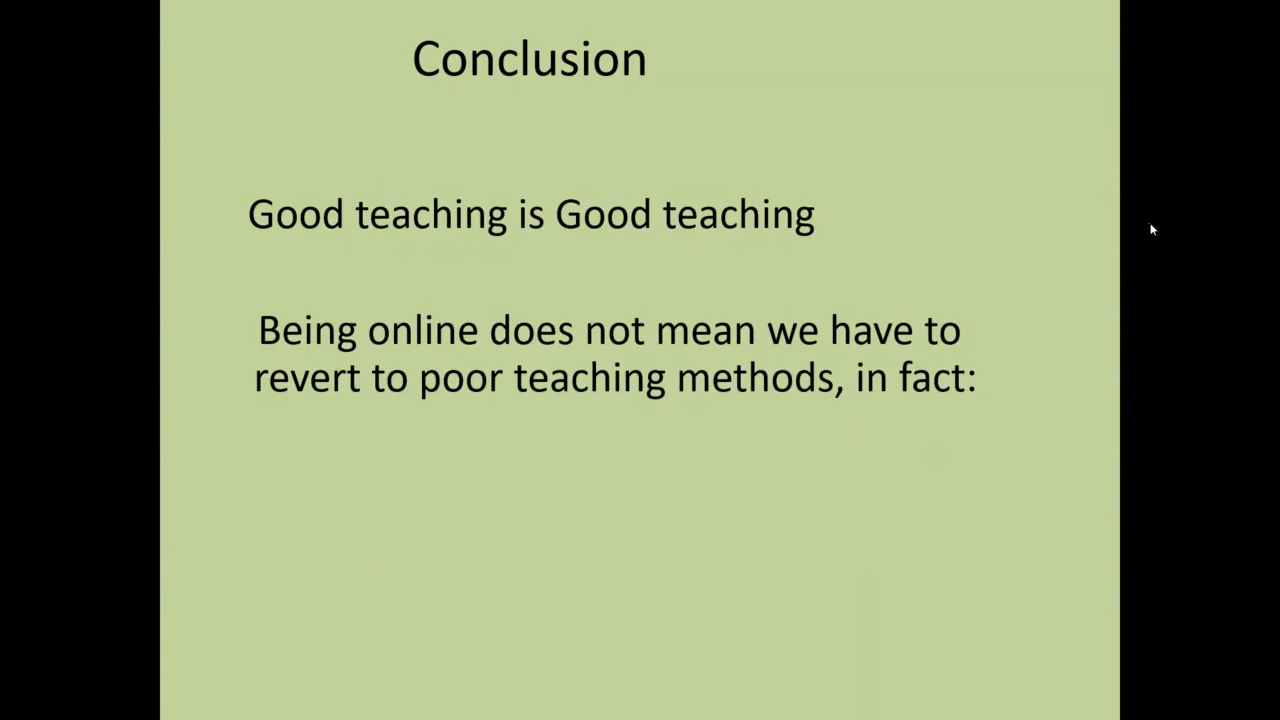 Conclusion
Good teaching is Good teaching
Being online does not mean we have to
revert to poor teaching methods, in fact: